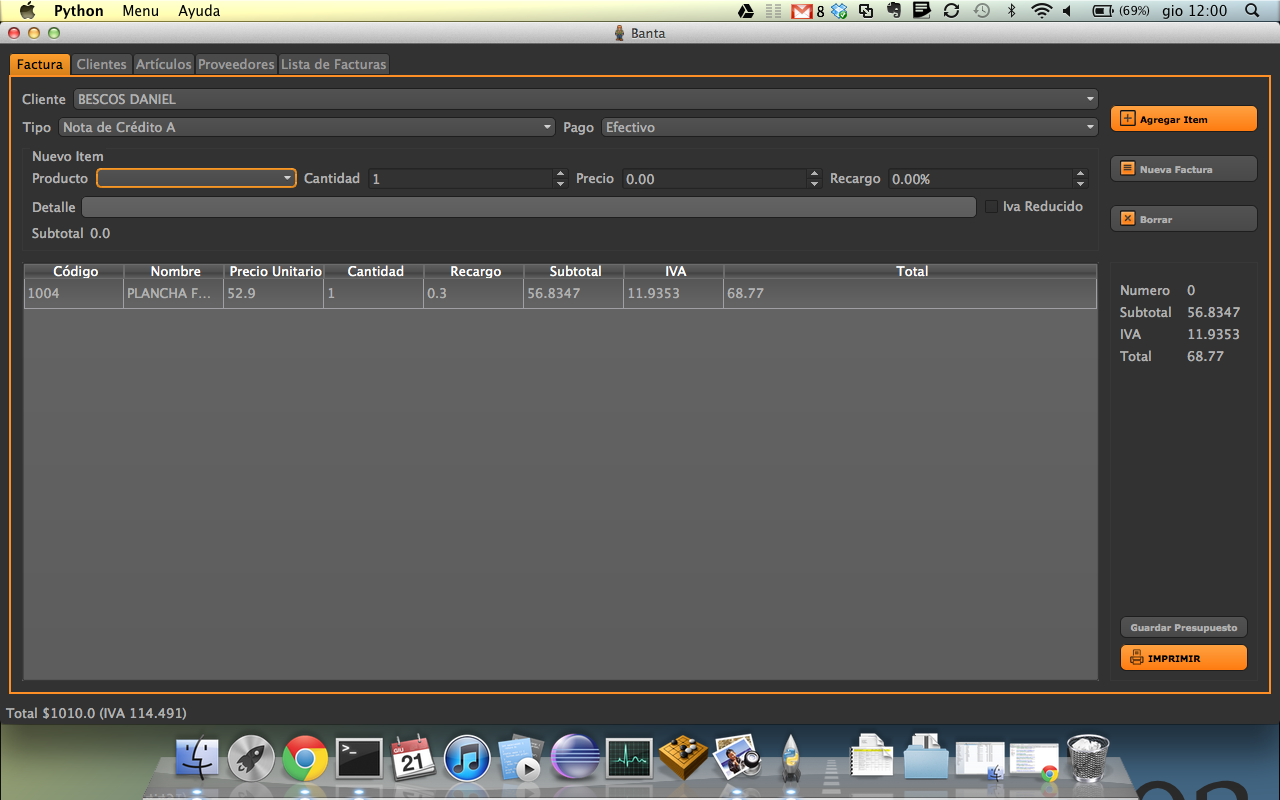 Python Menu Ayuda 8 (69%) gio 12:00
Banta
Factura Clientes Artículos Proveedores Lista de Facturas
Cliente BESCOS DANIEL
Agregar Item
Tipo Nota de Crédito A Pago Efectivo
Nuevo Item
Nueva Factura
Producto Cantidad 1 Precio 0.00 Recargo 0.00%
Detalle Iva Reducido
Borrar
Subtotal 0.0
Código Nombre Precio Unitario Cantidad Recargo Subtotal IVA Total
1004 PLANCHA F... 52.9 1 0.3 56.8347 11.9353 68.77
Numero 0
Subtotal 56.8347
IVA 11.9353
Total 68.77
Guardar Presupuesto
IMPRIMIR
Total $1010.0 (IVA 114.491)
GIU
21
>_